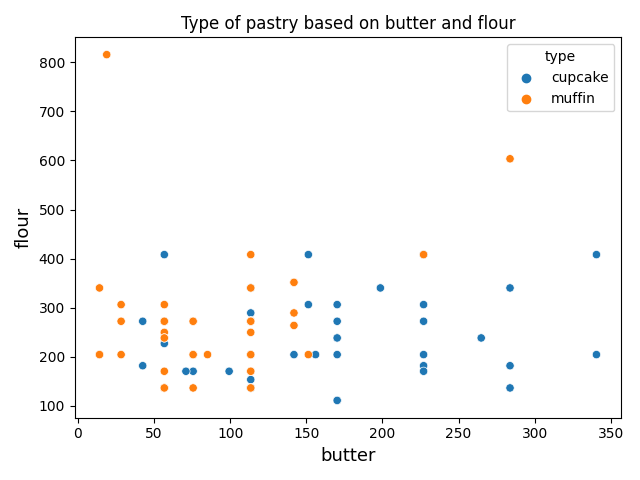 Type of pastry based on butter and flour
type
cupcake
muffin
800
700
600
500
400
300
200
100
flour
0 50 100 150 200 250 300 350
butter